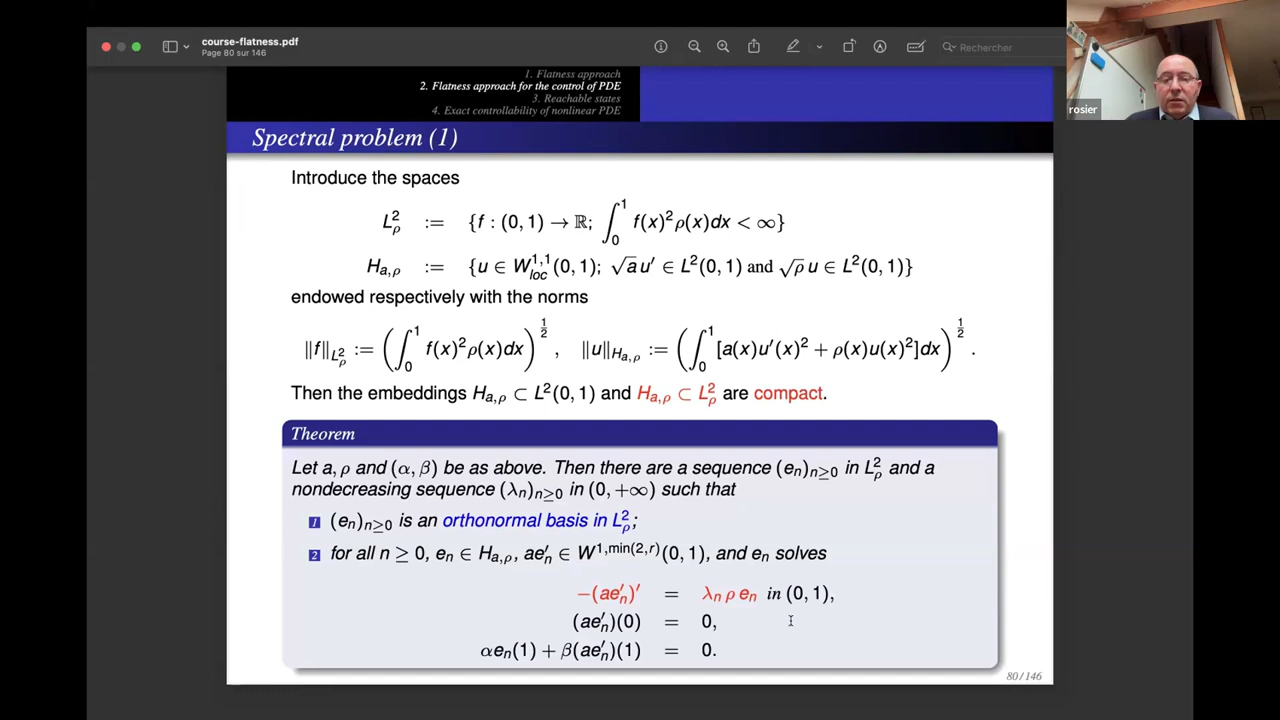 course-flatness.pdf
Page 80 sur 146
Rechercher
rosier
1. Flatness approach
2. Flatness approach for the control of PDE
3. Reachable states
4. Exact controllability of nonlinear PDE
Spectral problem (1)
Introduce the spaces
L²_ρ := {f : (0, 1) → ℝ; ∫₀¹ f(x)²ρ(x)dx < ∞}
H_{a,ρ} := {u ∈ W^{1,1}_{loc}(0, 1); √a u′ ∈ L²(0, 1) and √ρ u ∈ L²(0, 1)}
endowed respectively with the norms
‖f‖_{L²_ρ} := (∫₀¹ f(x)²ρ(x)dx)^{1/2}, ‖u‖_{H_{a,ρ}} := (∫₀¹ [a(x)u′(x)² + ρ(x)u(x)²]dx)^{1/2}.
Then the embeddings H_{a,ρ} ⊂ L²(0, 1) and H_{a,ρ} ⊂ L²_ρ are compact.
Theorem
Let a, ρ and (α, β) be as above. Then there are a sequence (e_n)_{n≥0} in L²_ρ and a
nondecreasing sequence (λ_n)_{n≥0} in (0, +∞) such that
1 (e_n)_{n≥0} is an orthonormal basis in L²_ρ;
2 for all n ≥ 0, e_n ∈ H_{a,ρ}, ae′_n ∈ W^{1,min(2,r)}(0, 1), and e_n solves
−(ae′_n)′ = λ_n ρ e_n in (0, 1),
(ae′_n)(0) = 0,
αe_n(1) + β(ae′_n)(1) = 0.
80 / 146